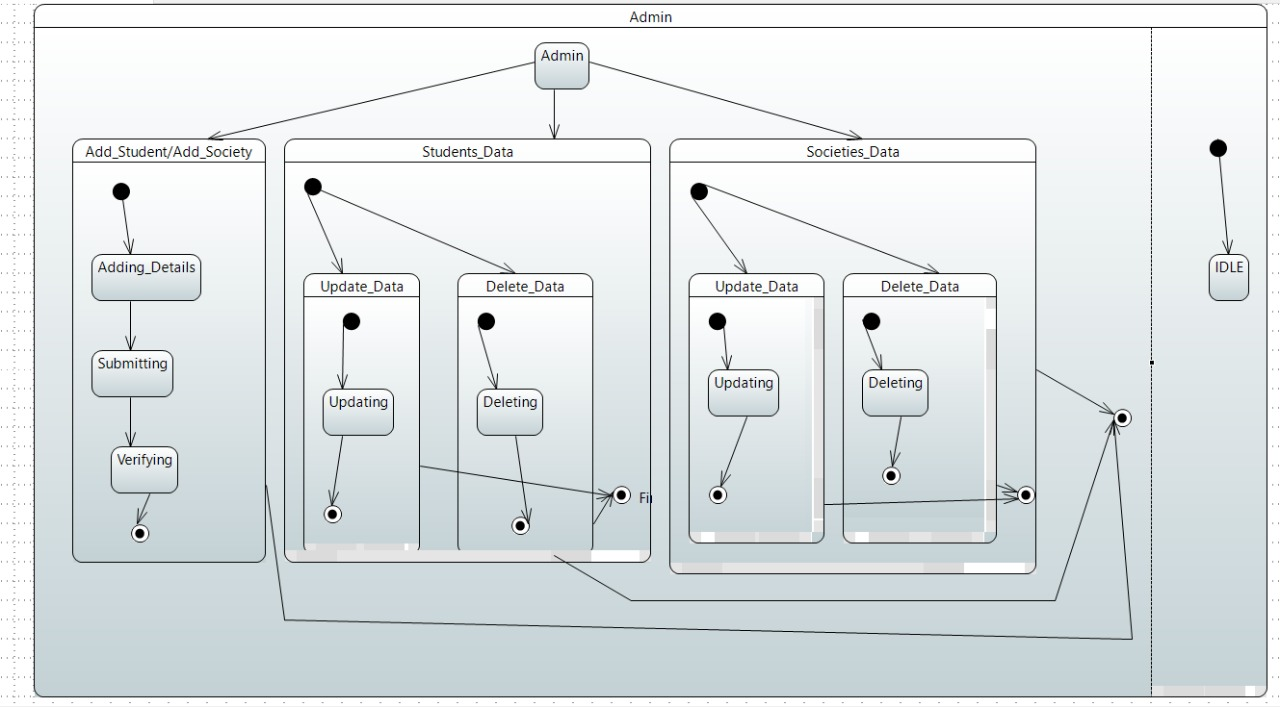 Admin
Admin
Add_Student/Add_Society
Students_Data
Societies_Data
Adding_Details
IDLE
Update_Data
Delete_Data
Update_Data
Delete_Data
Submitting
Updating
Deleting
Updating
Deleting
Verifying